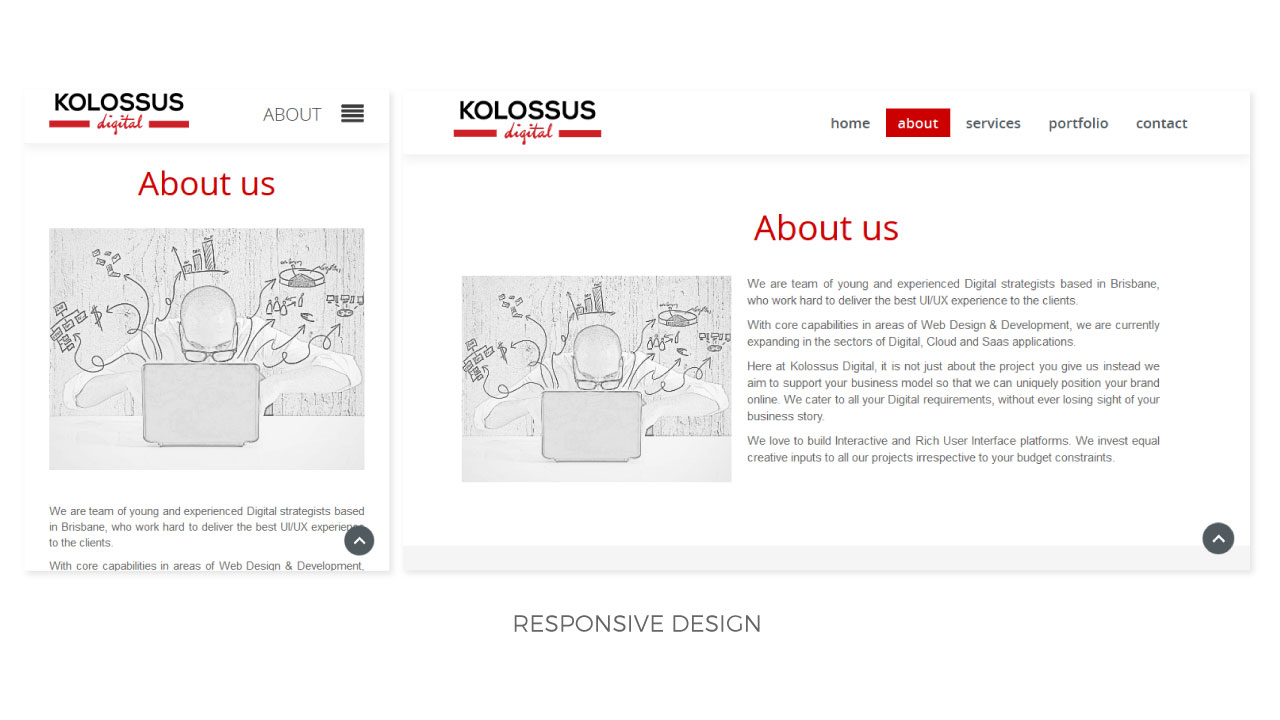 KOLOSSUS
digital
ABOUT
About us
We are team of young and experienced Digital strategists based
in Brisbane, who work hard to deliver the best UI/UX experience
to the clients.
With core capabilities in areas of Web Design & Development,
KOLOSSUS
digital
home about services portfolio contact
About us
We are team of young and experienced Digital strategists based in Brisbane,
who work hard to deliver the best UI/UX experience to the clients.
With core capabilities in areas of Web Design & Development, we are currently
expanding in the sectors of Digital, Cloud and Saas applications.
Here at Kolossus Digital, it is not just about the project you give us instead we
aim to support your business model so that we can uniquely position your brand
online. We cater to all your Digital requirements, without ever losing sight of your
business story.
We love to build Interactive and Rich User Interface platforms. We invest equal
creative inputs to all our projects irrespective to your budget constraints.
RESPONSIVE DESIGN